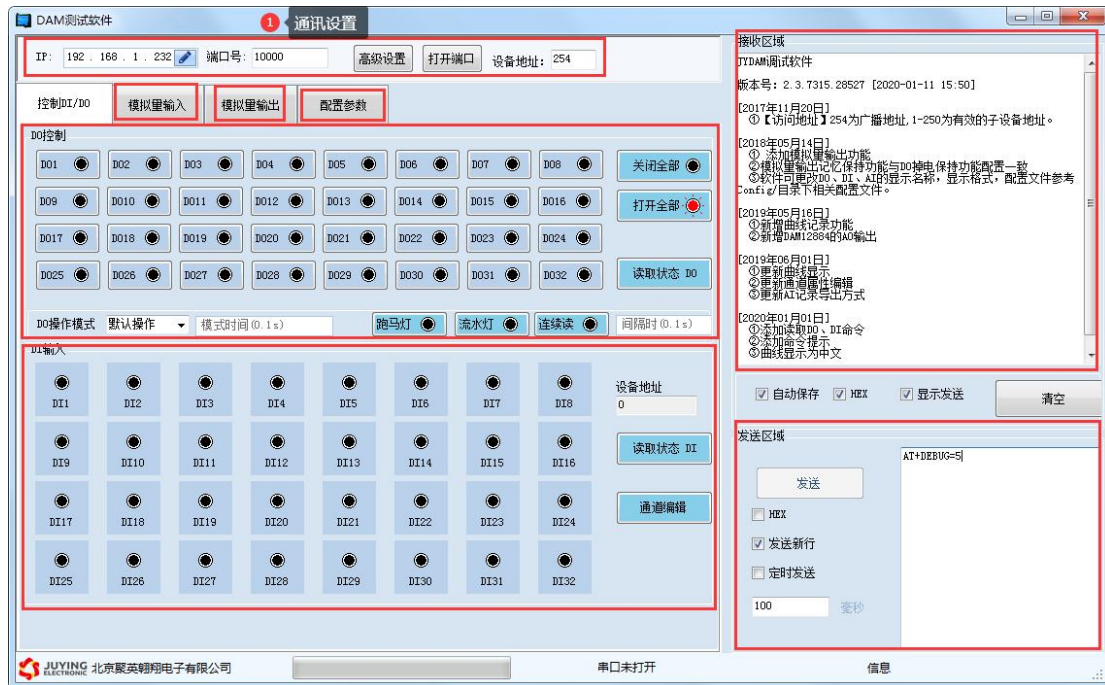 DAM测试软件
1 通讯设置
IP: 192 . 168 . 1 . 232 端口号: 10000 高级设置 打开端口 设备地址: 254
控制DI/DO 模拟量输入 模拟量输出 配置参数
DO控制
DO1 DO2 DO3 DO4 DO5 DO6 DO7 DO8 关闭全部
DO9 DO10 DO11 DO12 DO13 DO14 DO15 DO16 打开全部
DO17 DO18 DO19 DO20 DO21 DO22 DO23 DO24
DO25 DO26 DO27 DO28 DO29 DO30 DO31 DO32 读取状态 DO
DO操作模式 默认操作 模式时间(0.1s) 跑马灯 流水灯 连续读 间隔时(0.1s)
DI输入
DI1 DI2 DI3 DI4 DI5 DI6 DI7 DI8
设备地址
0
DI9 DI10 DI11 DI12 DI13 DI14 DI15 DI16
读取状态 DI
DI17 DI18 DI19 DI20 DI21 DI22 DI23 DI24
通道编辑
DI25 DI26 DI27 DI28 DI29 DI30 DI31 DI32
接收区域
JYDAM调试软件
版本号: 2.3.7315.28527 [2020-01-11 15:50]
[2017年11月20日]
①【访问地址】254为广播地址,1-250为有效的子设备地址。
[2018年05月14日]
① 添加模拟量输出功能
②模拟量输出记忆保持功能与DO掉电保持功能配置一致
③软件可更改DO、DI、AI的显示名称，显示格式，配置文件参考
Config/目录下相关配置文件。
[2019年05月16日]
①新增曲线记录功能
②新增DAM12884的AO输出
[2019年06月01日]
①更新曲线显示
②更新通道属性编辑
③更新AI记录导出方式
[2020年01月01日]
①添加读取DO、DI命令
②添加命令提示
③曲线显示为中文
自动保存 HEX 显示发送 清空
发送区域
AT+DEBUG=5
发送
HEX
发送新行
定时发送
100 毫秒
JUYING ELECTRONIC 北京聚英翱翔电子有限公司 串口未打开 信息